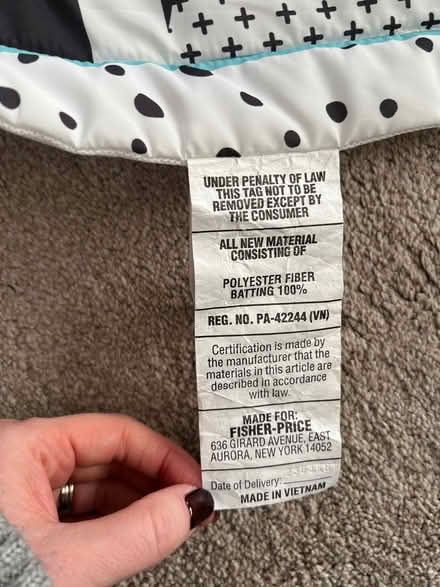 UNDER PENALTY OF LAW
THIS TAG NOT TO BE
REMOVED EXCEPT BY
THE CONSUMER
ALL NEW MATERIAL
CONSISTING OF
POLYESTER FIBER
BATTING 100%
REG. NO. PA-42244 (VN)
Certification is made by
the manufacturer that the
materials in this article are
described in accordance
with law.
MADE FOR:
FISHER-PRICE
636 GIRARD AVENUE, EAST
AURORA, NEW YORK 14052
Date of Delivery:
MADE IN VIETNAM